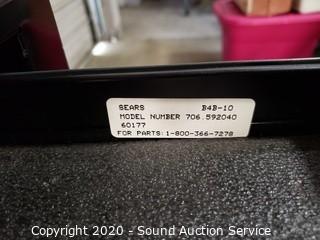 SEARS B4B-10
MODEL NUMBER 706.592040
60177
FOR PARTS:1-800-366-7278
Copyright 2020 - Sound Auction Service